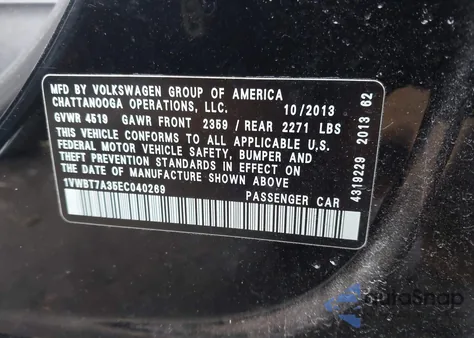 MFD BY VOLKSWAGEN GROUP OF AMERICA
CHATTANOOGA OPERATIONS, LLC. 10/2013
GVWR 4519 GAWR FRONT 2359 / REAR 2271 LBS
THIS VEHICLE CONFORMS TO ALL APPLICABLE U.S.
FEDERAL MOTOR VEHICLE SAFETY, BUMPER AND
THEFT PREVENTION STANDARDS IN EFFECT ON
THE DATE OF MANUFACTURE SHOWN ABOVE.
1VWBT7A35EC040269
PASSENGER CAR
4319229 2013 62
AutoSnap